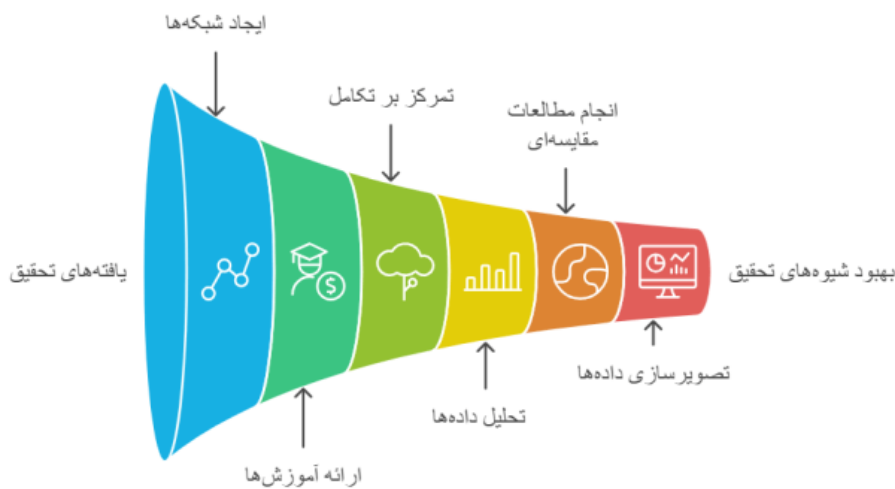 ایجاد شبکه‌ها
تمرکز بر تکامل
انجام مطالعات
مقایسه‌ای
یافته‌های تحقیق
بهبود شیوه‌های تحقیق
تصویرسازی داده‌ها
تحلیل داده‌ها
ارائه آموزش‌ها
$